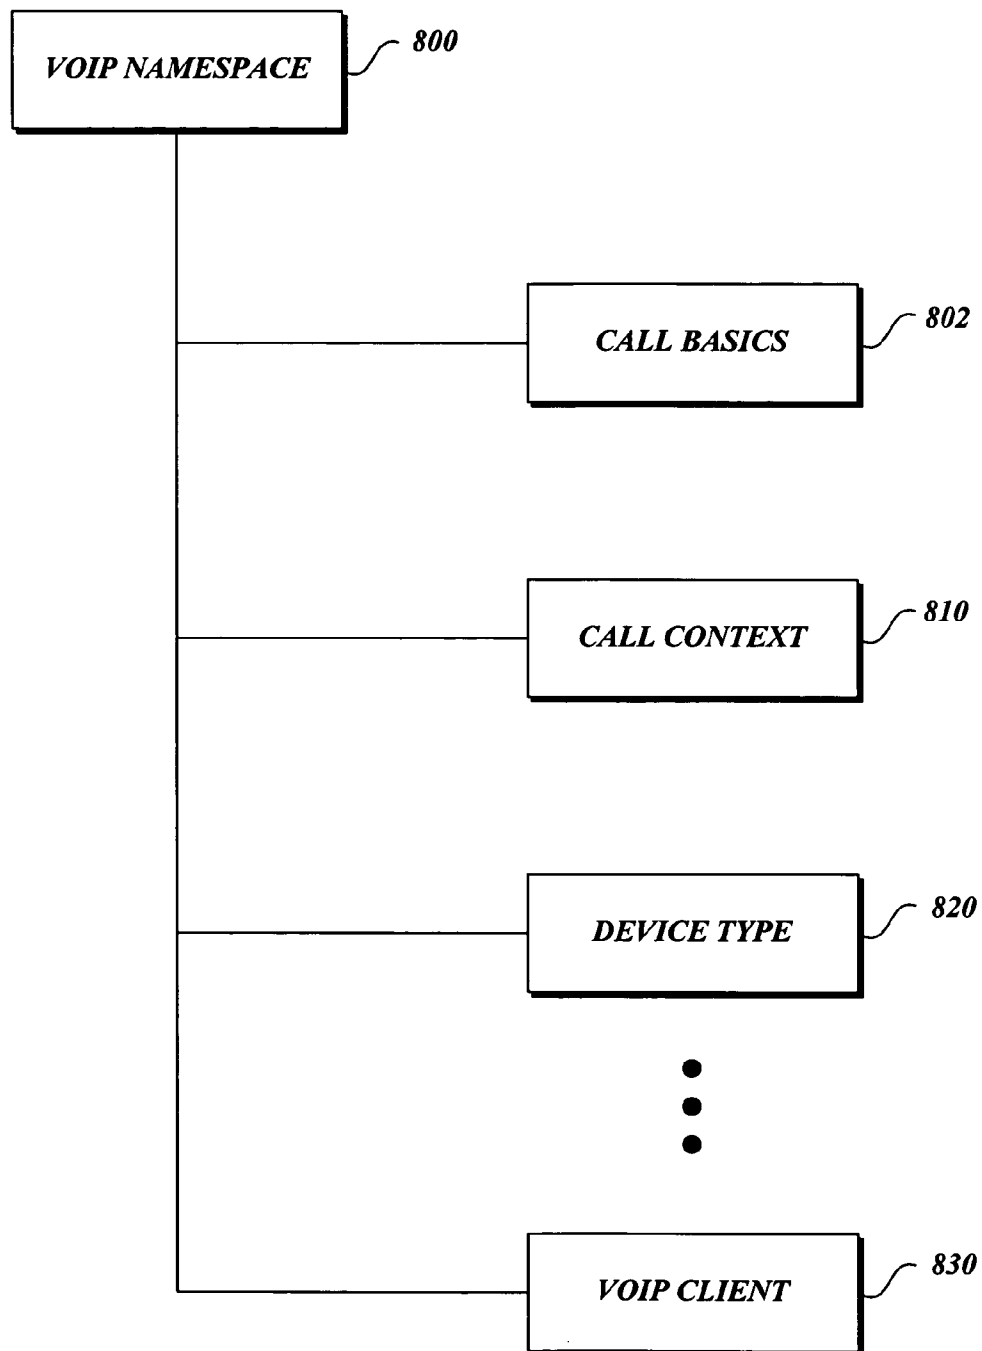 VOIP NAMESPACE
800
CALL BASICS
802
CALL CONTEXT
810
DEVICE TYPE
820
VOIP CLIENT
830